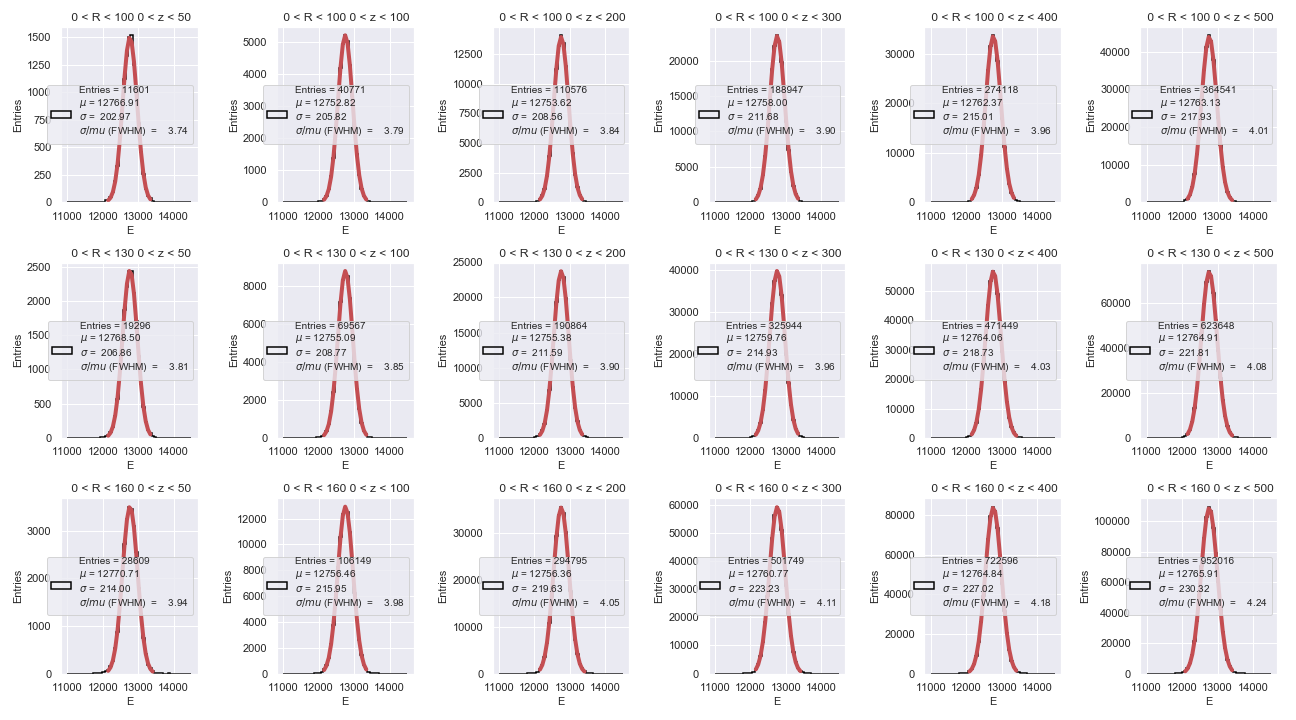 0 < R < 100 0 < z < 50
1500
1250
1000
750
500
250
0
Entries
Entries = 11601
μ = 12766.91
σ = 202.97
σ/mu (FWHM) = 3.74
11000 12000 13000 14000
E
0 < R < 100 0 < z < 100
5000
4000
3000
2000
1000
0
Entries
Entries = 40771
μ = 12752.82
σ = 205.82
σ/mu (FWHM) = 3.79
11000 12000 13000 14000
E
0 < R < 100 0 < z < 200
12500
10000
7500
5000
2500
0
Entries
Entries = 110576
μ = 12753.62
σ = 208.56
σ/mu (FWHM) = 3.84
11000 12000 13000 14000
E
0 < R < 100 0 < z < 300
20000
15000
10000
5000
0
Entries
Entries = 188947
μ = 12758.00
σ = 211.68
σ/mu (FWHM) = 3.90
11000 12000 13000 14000
E
0 < R < 100 0 < z < 400
30000
20000
10000
0
Entries
Entries = 274118
μ = 12762.37
σ = 215.01
σ/mu (FWHM) = 3.96
11000 12000 13000 14000
E
0 < R < 100 0 < z < 500
40000
30000
20000
10000
0
Entries
Entries = 364541
μ = 12763.13
σ = 217.93
σ/mu (FWHM) = 4.01
11000 12000 13000 14000
E
0 < R < 130 0 < z < 50
2500
2000
1500
1000
500
0
Entries
Entries = 19296
μ = 12768.50
σ = 206.86
σ/mu (FWHM) = 3.81
11000 12000 13000 14000
E
0 < R < 130 0 < z < 100
8000
6000
4000
2000
0
Entries
Entries = 69567
μ = 12755.09
σ = 208.77
σ/mu (FWHM) = 3.85
11000 12000 13000 14000
E
0 < R < 130 0 < z < 200
25000
20000
15000
10000
5000
0
Entries
Entries = 190864
μ = 12755.38
σ = 211.59
σ/mu (FWHM) = 3.90
11000 12000 13000 14000
E
0 < R < 130 0 < z < 300
40000
30000
20000
10000
0
Entries
Entries = 325944
μ = 12759.76
σ = 214.93
σ/mu (FWHM) = 3.96
11000 12000 13000 14000
E
0 < R < 130 0 < z < 400
50000
40000
30000
20000
10000
0
Entries
Entries = 471449
μ = 12764.06
σ = 218.73
σ/mu (FWHM) = 4.03
11000 12000 13000 14000
E
0 < R < 130 0 < z < 500
60000
40000
20000
0
Entries
Entries = 623648
μ = 12764.91
σ = 221.81
σ/mu (FWHM) = 4.08
11000 12000 13000 14000
E
0 < R < 160 0 < z < 50
3000
2000
1000
0
Entries
Entries = 28609
μ = 12770.71
σ = 214.00
σ/mu (FWHM) = 3.94
11000 12000 13000 14000
E
0 < R < 160 0 < z < 100
12000
10000
8000
6000
4000
2000
0
Entries
Entries = 106149
μ = 12756.46
σ = 215.95
σ/mu (FWHM) = 3.98
11000 12000 13000 14000
E
0 < R < 160 0 < z < 200
30000
20000
10000
0
Entries
Entries = 294795
μ = 12756.36
σ = 219.63
σ/mu (FWHM) = 4.05
11000 12000 13000 14000
E
0 < R < 160 0 < z < 300
60000
50000
40000
30000
20000
10000
0
Entries
Entries = 501749
μ = 12760.77
σ = 223.23
σ/mu (FWHM) = 4.11
11000 12000 13000 14000
E
0 < R < 160 0 < z < 400
80000
60000
40000
20000
0
Entries
Entries = 722596
μ = 12764.84
σ = 227.02
σ/mu (FWHM) = 4.18
11000 12000 13000 14000
E
0 < R < 160 0 < z < 500
100000
80000
60000
40000
20000
0
Entries
Entries = 952016
μ = 12765.91
σ = 230.32
σ/mu (FWHM) = 4.24
11000 12000 13000 14000
E